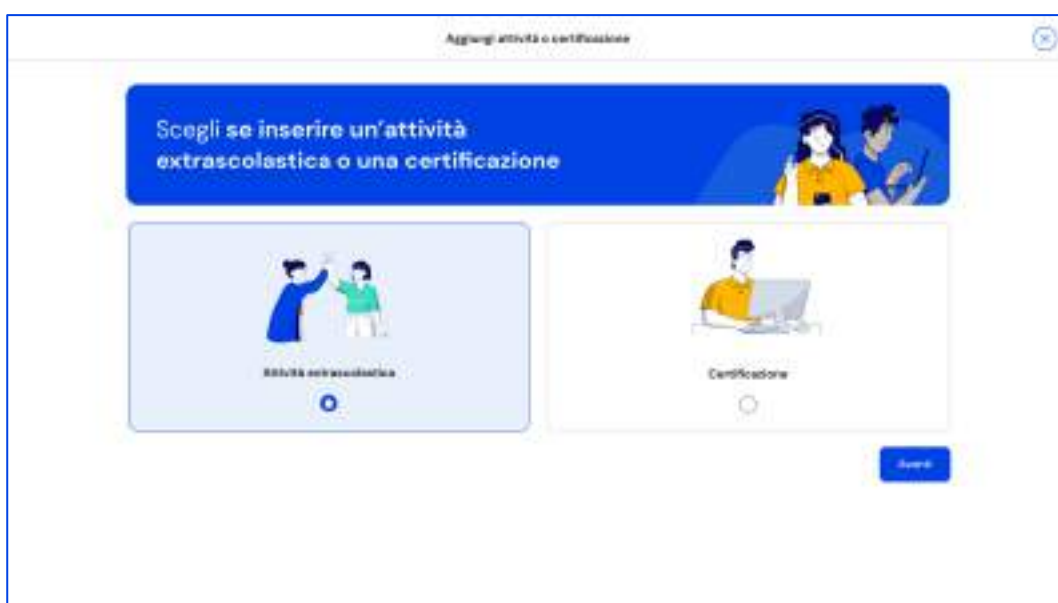 Aggiungi attività o certificazione
Scegli se inserire un'attività
extrascolastica o una certificazione
Attività extrascolastica
Certificazione
Avanti